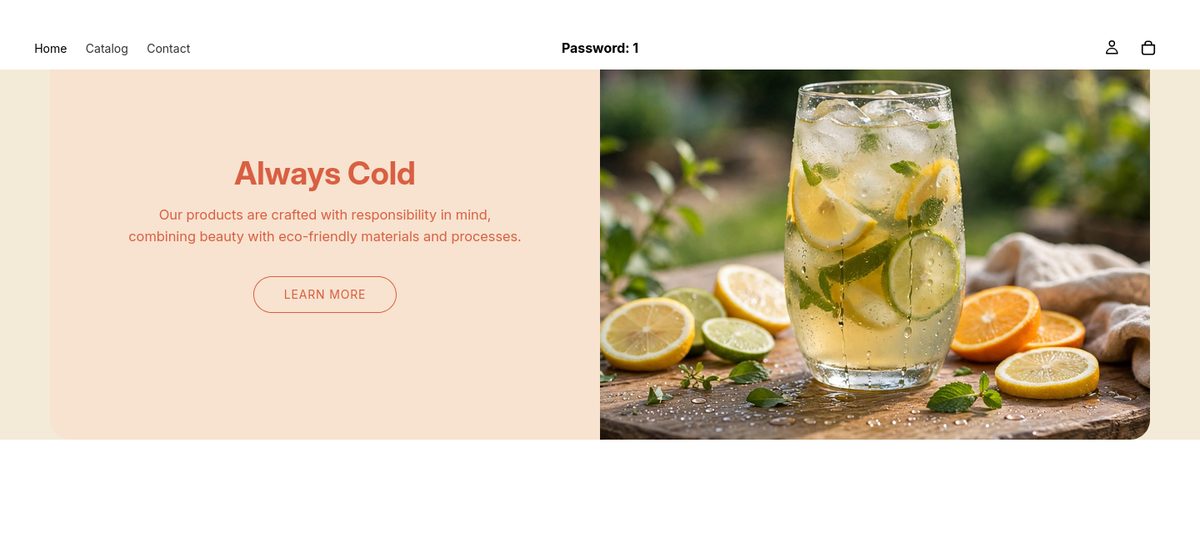 Home Catalog Contact Password: 1
Always Cold
Our products are crafted with responsibility in mind,
combining beauty with eco-friendly materials and processes.
LEARN MORE